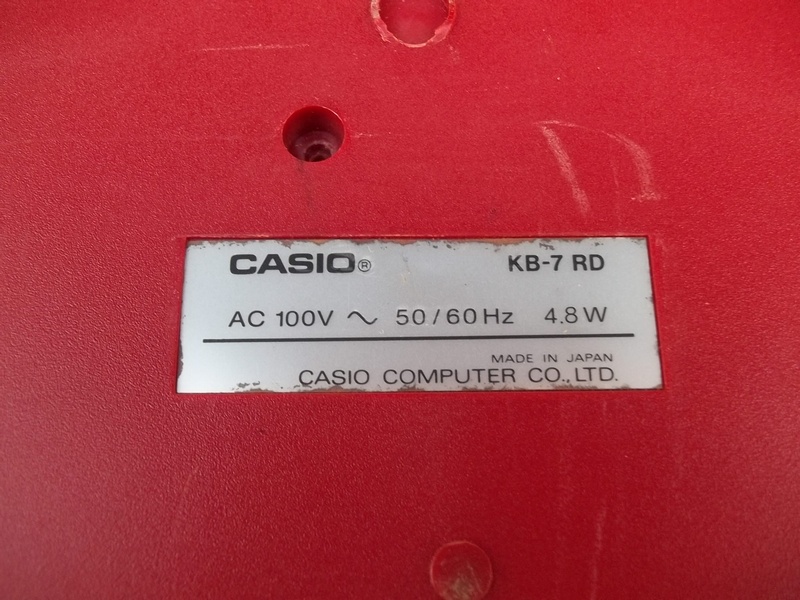 CASIO® KB-7 RD
AC 100V ~ 50/60Hz 4.8W
MADE IN JAPAN
CASIO COMPUTER CO.,LTD.